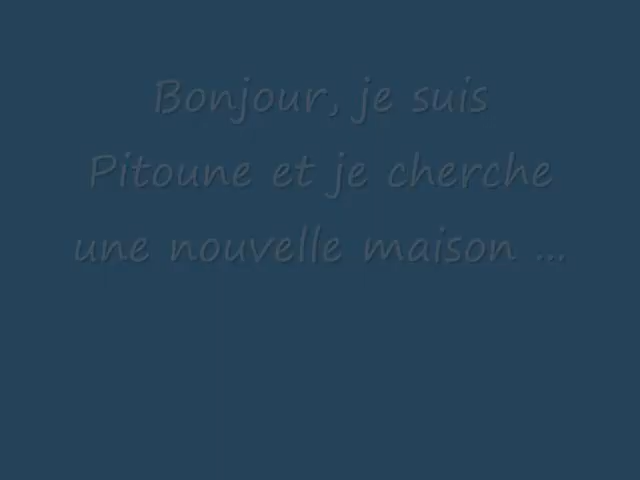 Bonjour, je suis
Pitoune et je cherche
une nouvelle maison ...